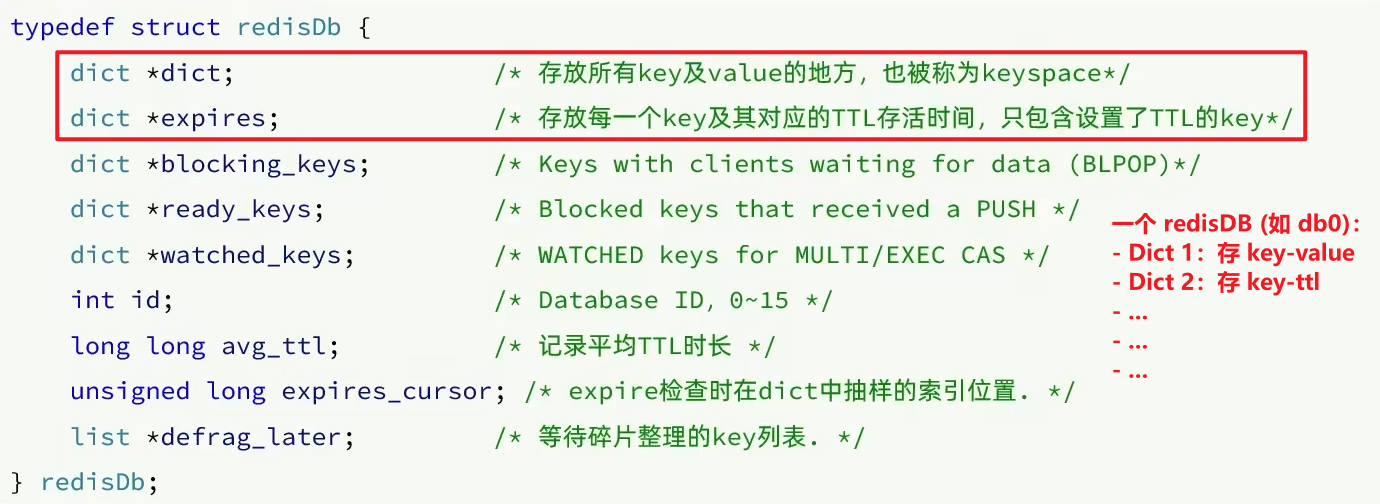 typedef struct redisDb {
dict *dict; /* 存放所有key及value的地方，也被称为keyspace*/
dict *expires; /* 存放每一个key及其对应的TTL存活时间，只包含设置了TTL的key*/
dict *blocking_keys; /* Keys with clients waiting for data (BLPOP)*/
dict *ready_keys; /* Blocked keys that received a PUSH */
dict *watched_keys; /* WATCHED keys for MULTI/EXEC CAS */
int id; /* Database ID，0~15 */
long long avg_ttl; /* 记录平均TTL时长 */
unsigned long expires_cursor; /* expire检查时在dict中抽样的索引位置. */
list *defrag_later; /* 等待碎片整理的key列表. */
} redisDb;
一个 redisDB (如 db0)：
- Dict 1：存 key-value
- Dict 2：存 key-ttl
- ...
- ...
- ...